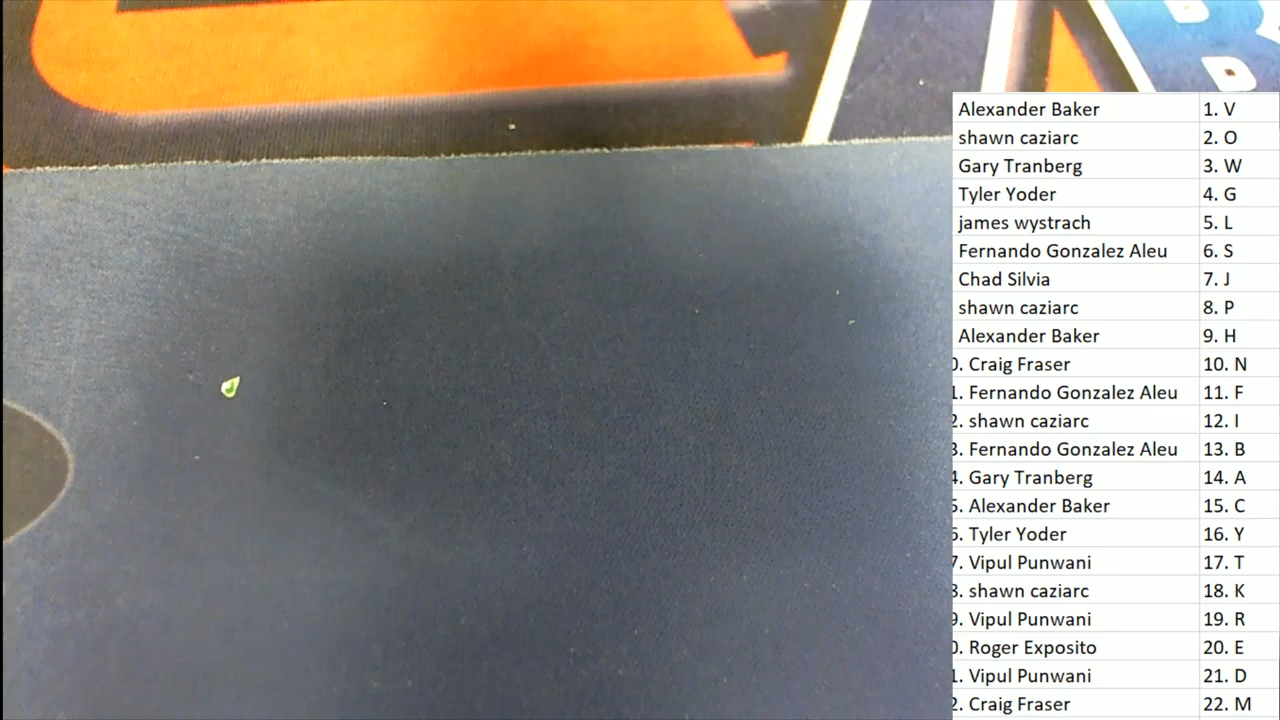 B
Alexander Baker 1. V
shawn caziarc 2. O
Gary Tranberg 3. W
Tyler Yoder 4. G
james wystrach 5. L
Fernando Gonzalez Aleu 6. S
Chad Silvia 7. J
shawn caziarc 8. P
Alexander Baker 9. H
0. Craig Fraser 10. N
1. Fernando Gonzalez Aleu 11. F
2. shawn caziarc 12. I
3. Fernando Gonzalez Aleu 13. B
4. Gary Tranberg 14. A
5. Alexander Baker 15. C
6. Tyler Yoder 16. Y
7. Vipul Punwani 17. T
8. shawn caziarc 18. K
9. Vipul Punwani 19. R
0. Roger Exposito 20. E
1. Vipul Punwani 21. D
2. Craig Fraser 22. M